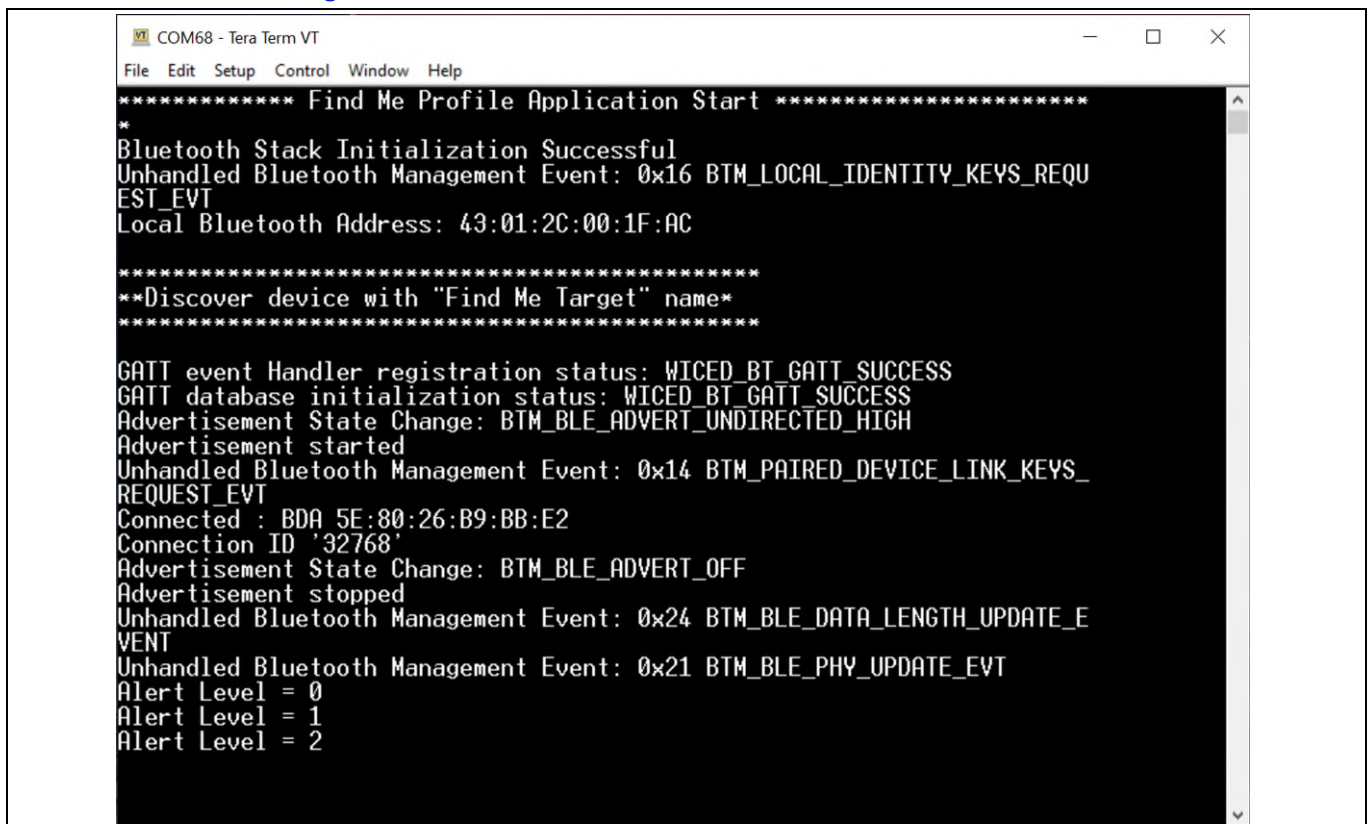 COM68 - Tera Term VT
File Edit Setup Control Window Help
************* Find Me Profile Application Start ***********************
*
Bluetooth Stack Initialization Successful
Unhandled Bluetooth Management Event: 0x16 BTM_LOCAL_IDENTITY_KEYS_REQU
EST_EVT
Local Bluetooth Address: 43:01:2C:00:1F:AC
***********************************************
**Discover device with "Find Me Target" name*
***********************************************
GATT event Handler registration status: WICED_BT_GATT_SUCCESS
GATT database initialization status: WICED_BT_GATT_SUCCESS
Advertisement State Change: BTM_BLE_ADVERT_UNDIRECTED_HIGH
Advertisement started
Unhandled Bluetooth Management Event: 0x14 BTM_PAIRED_DEVICE_LINK_KEYS_
REQUEST_EVT
Connected : BDA 5E:80:26:B9:BB:E2
Connection ID '32768'
Advertisement State Change: BTM_BLE_ADVERT_OFF
Advertisement stopped
Unhandled Bluetooth Management Event: 0x24 BTM_BLE_DATA_LENGTH_UPDATE_E
VENT
Unhandled Bluetooth Management Event: 0x21 BTM_BLE_PHY_UPDATE_EVT
Alert Level = 0
Alert Level = 1
Alert Level = 2